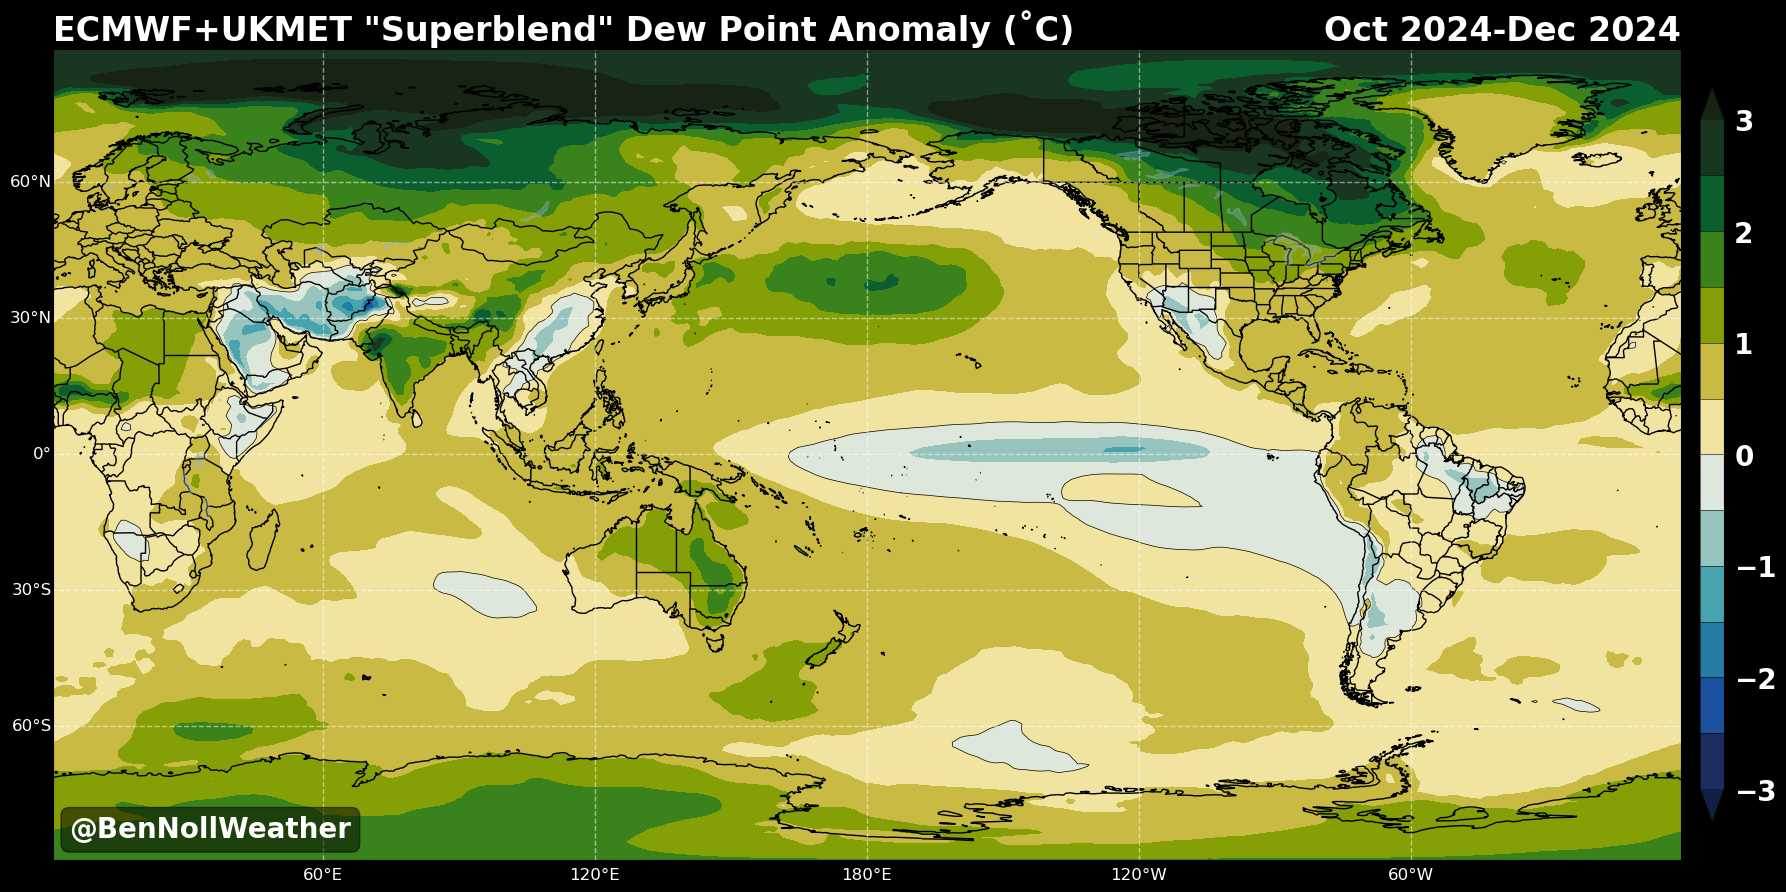 ECMWF+UKMET "Superblend" Dew Point Anomaly (˚C)
Oct 2024-Dec 2024
60°N
30°N
0°
30°S
60°S
60°E
120°E
180°E
120°W
60°W
3
2
1
0
−1
−2
−3
@BenNollWeather